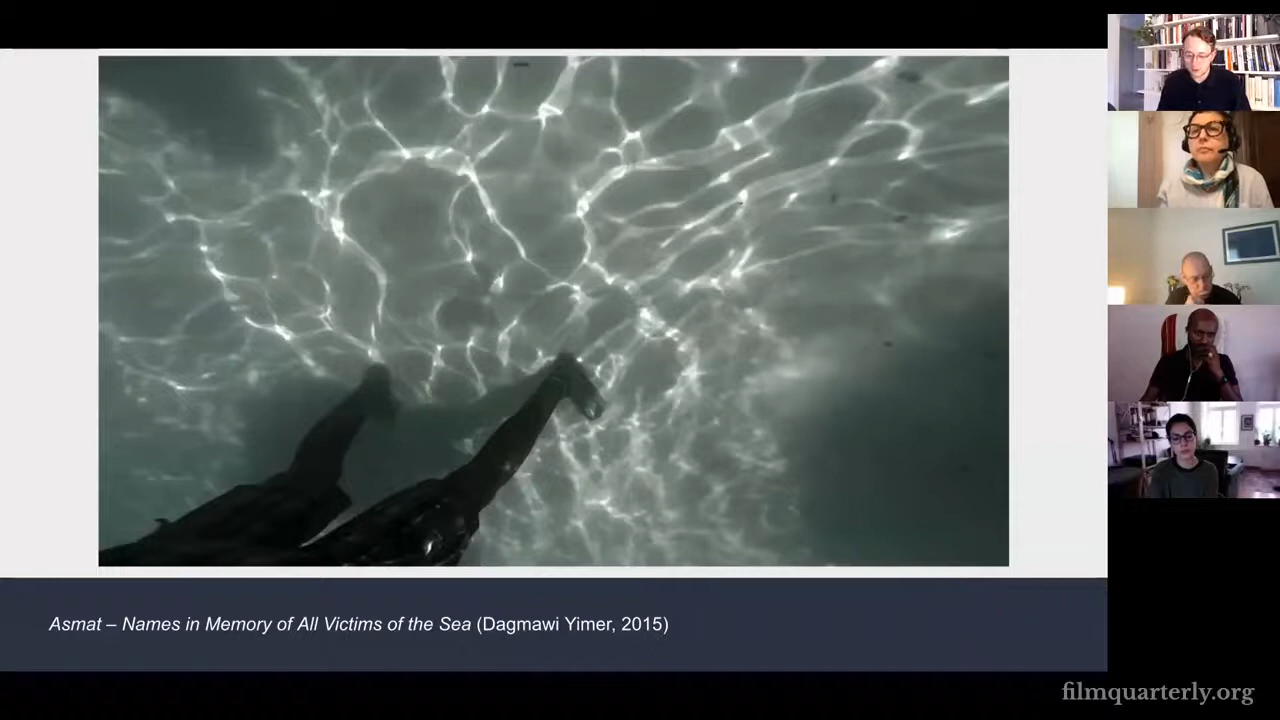 Asmat – Names in Memory of All Victims of the Sea (Dagmawi Yimer, 2015)
filmquarterly.org